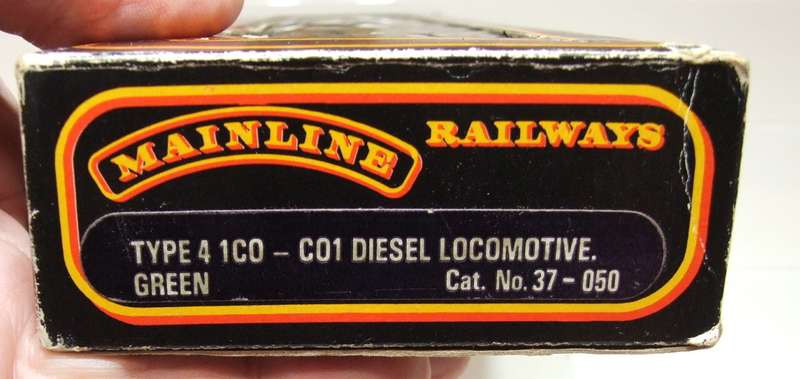 MAINLINE RAILWAYS
TYPE 4 1CO - CO1 DIESEL LOCOMOTIVE.
GREEN Cat. No. 37-050